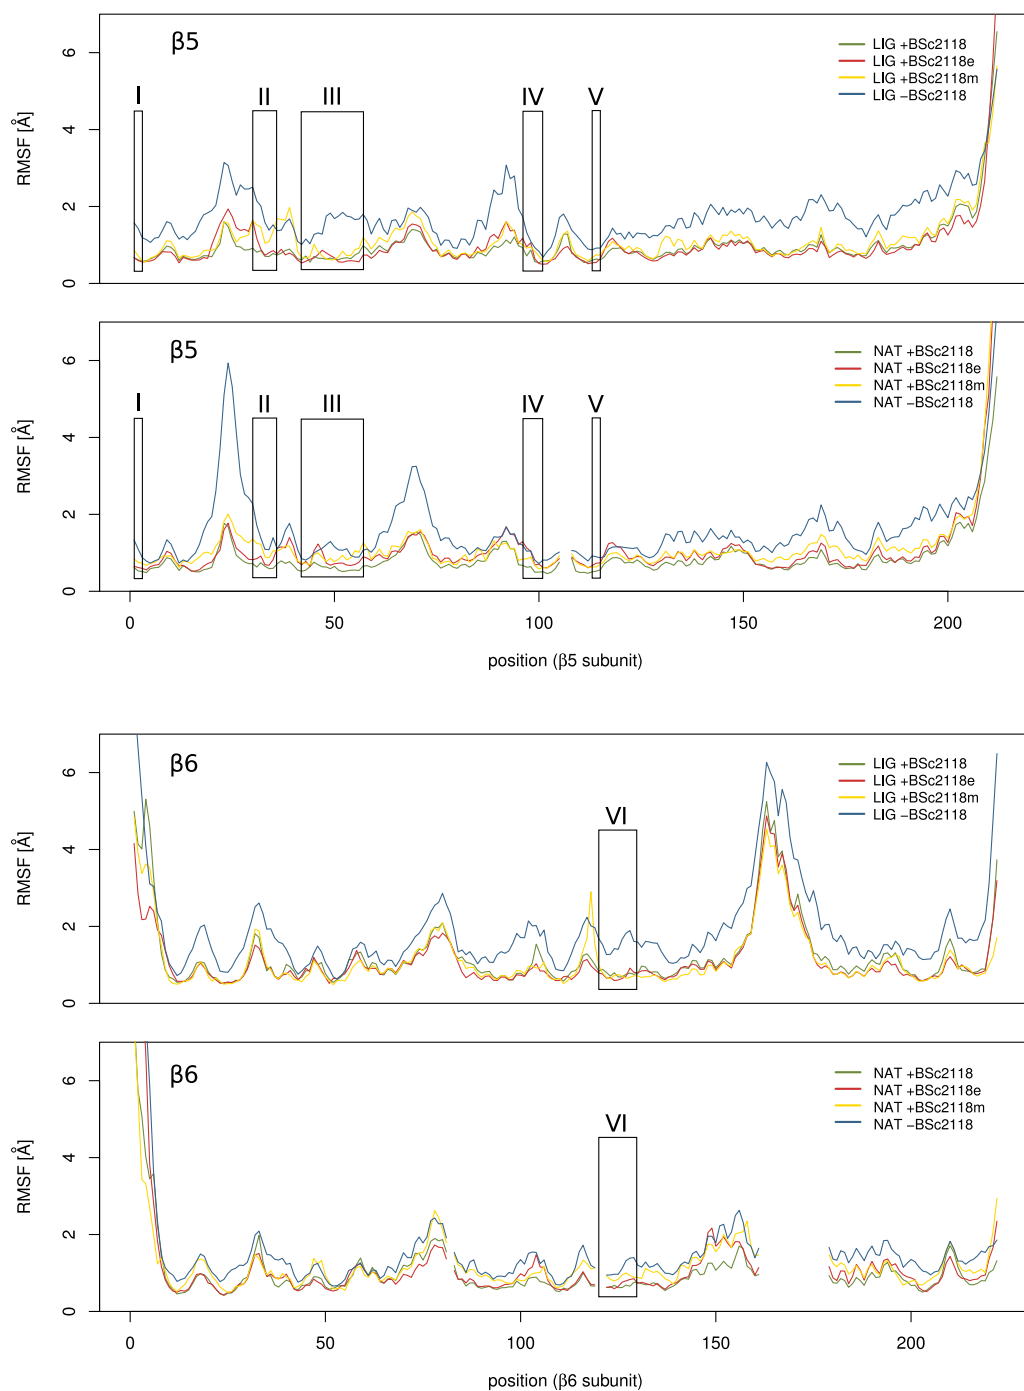 β5
LIG +BSc2118
LIG +BSc2118e
LIG +BSc2118m
LIG −BSc2118
I
II
III
IV
V
RMSF [Å]
6
4
2
0
β5
NAT +BSc2118
NAT +BSc2118e
NAT +BSc2118m
NAT −BSc2118
I
II
III
IV
V
RMSF [Å]
6
4
2
0
0 50 100 150 200
position (β5 subunit)
β6
LIG +BSc2118
LIG +BSc2118e
LIG +BSc2118m
LIG −BSc2118
VI
RMSF [Å]
6
4
2
0
β6
NAT +BSc2118
NAT +BSc2118e
NAT +BSc2118m
NAT −BSc2118
VI
RMSF [Å]
6
4
2
0
0 50 100 150 200
position (β6 subunit)